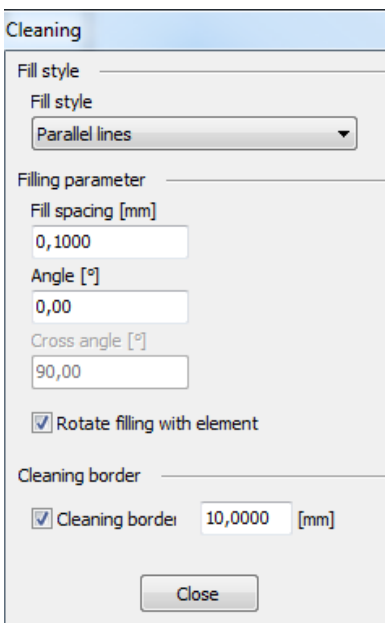 Cleaning
Fill style
Fill style
Parallel lines
Filling parameter
Fill spacing [mm]
0,1000
Angle [°]
0,00
Cross angle [°]
90,00
Rotate filling with element
Cleaning border
Cleaning border 10,0000 [mm]
Close